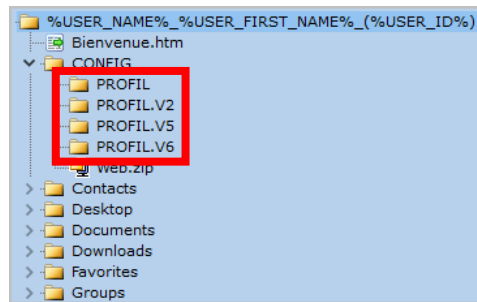 %USER_NAME%_%USER_FIRST_NAME%_(%USER_ID%)
Bienvenue.htm
CONFIG
PROFIL
PROFIL.V2
PROFIL.V5
PROFIL.V6
Web.zip
Contacts
Desktop
Documents
Downloads
Favorites
Groups